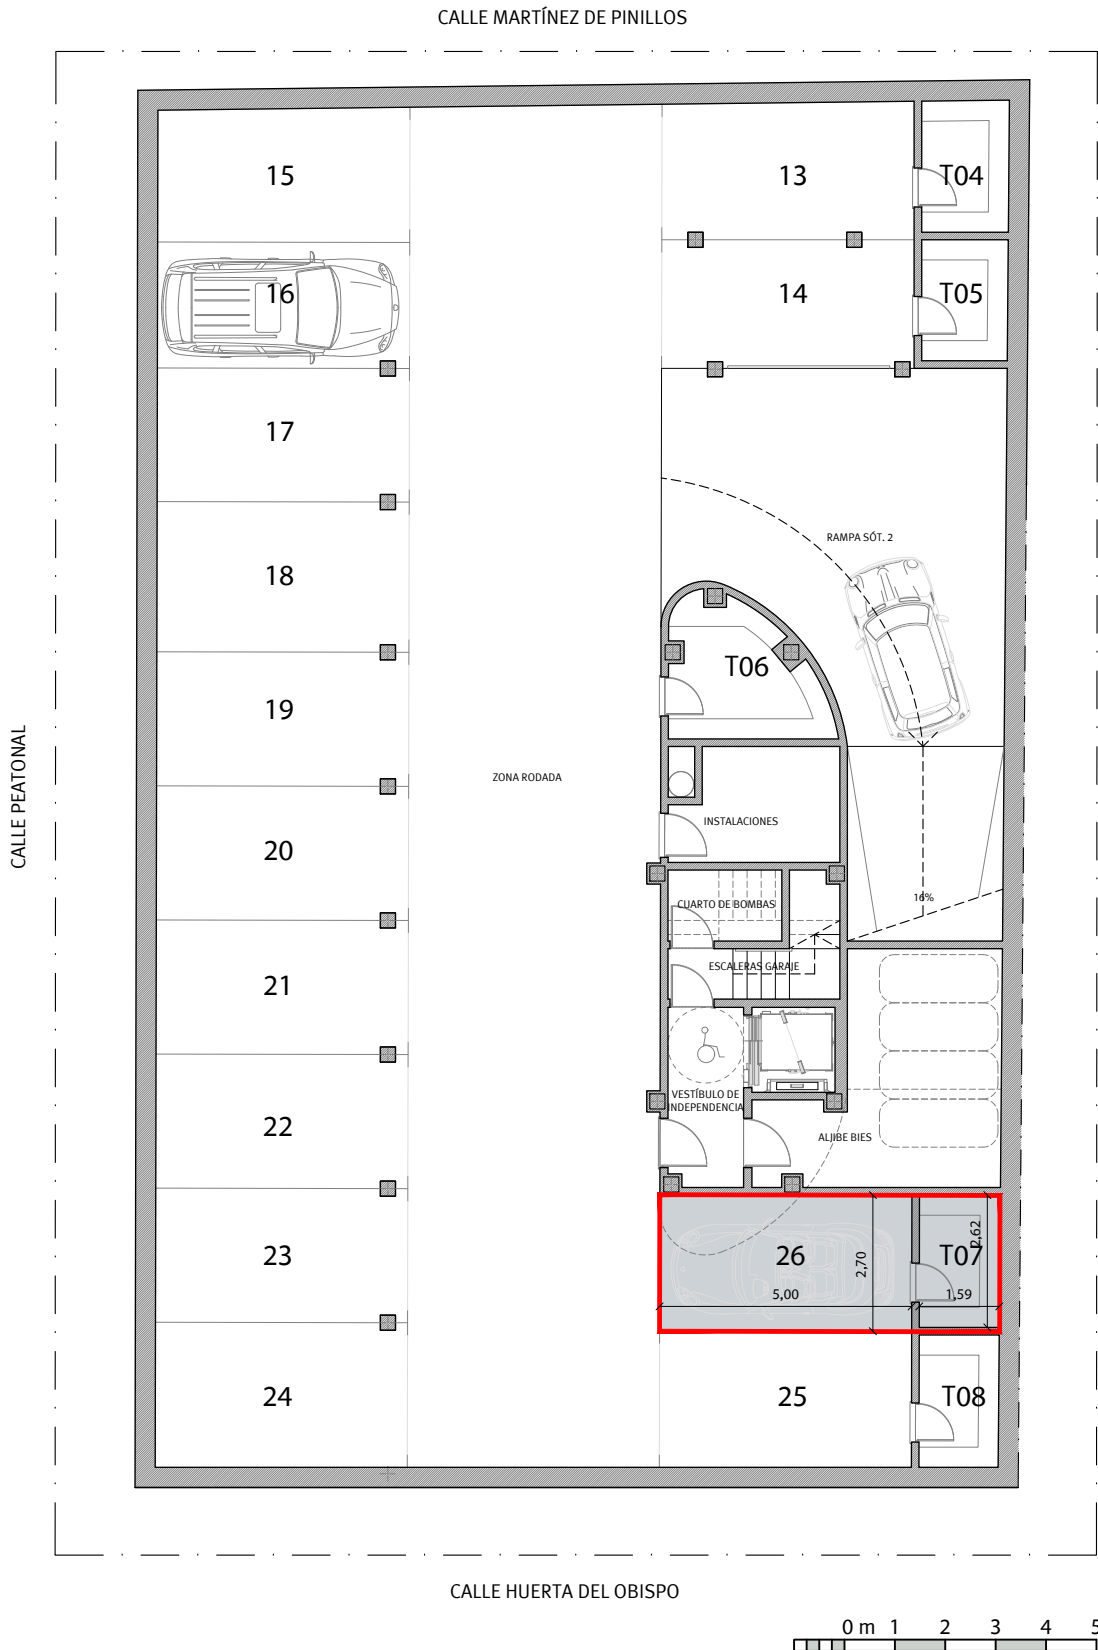 CALLE MARTÍNEZ DE PINILLOS
15
13
T04
16
14
T05
17
RAMPA SÓT. 2
18
T06
19
CALLE PEATONAL
ZONA RODADA
INSTALACIONES
20
16%
CUARTO DE BOMBAS
ESCALERAS GARAJE
21
VESTÍBULO DE
INDEPENDENCIA
22
ALJIBE BIES
23
26
2,70
T07
2,62
5,00
1,59
24
25
T08
CALLE HUERTA DEL OBISPO
0 m 1 2 3 4 5